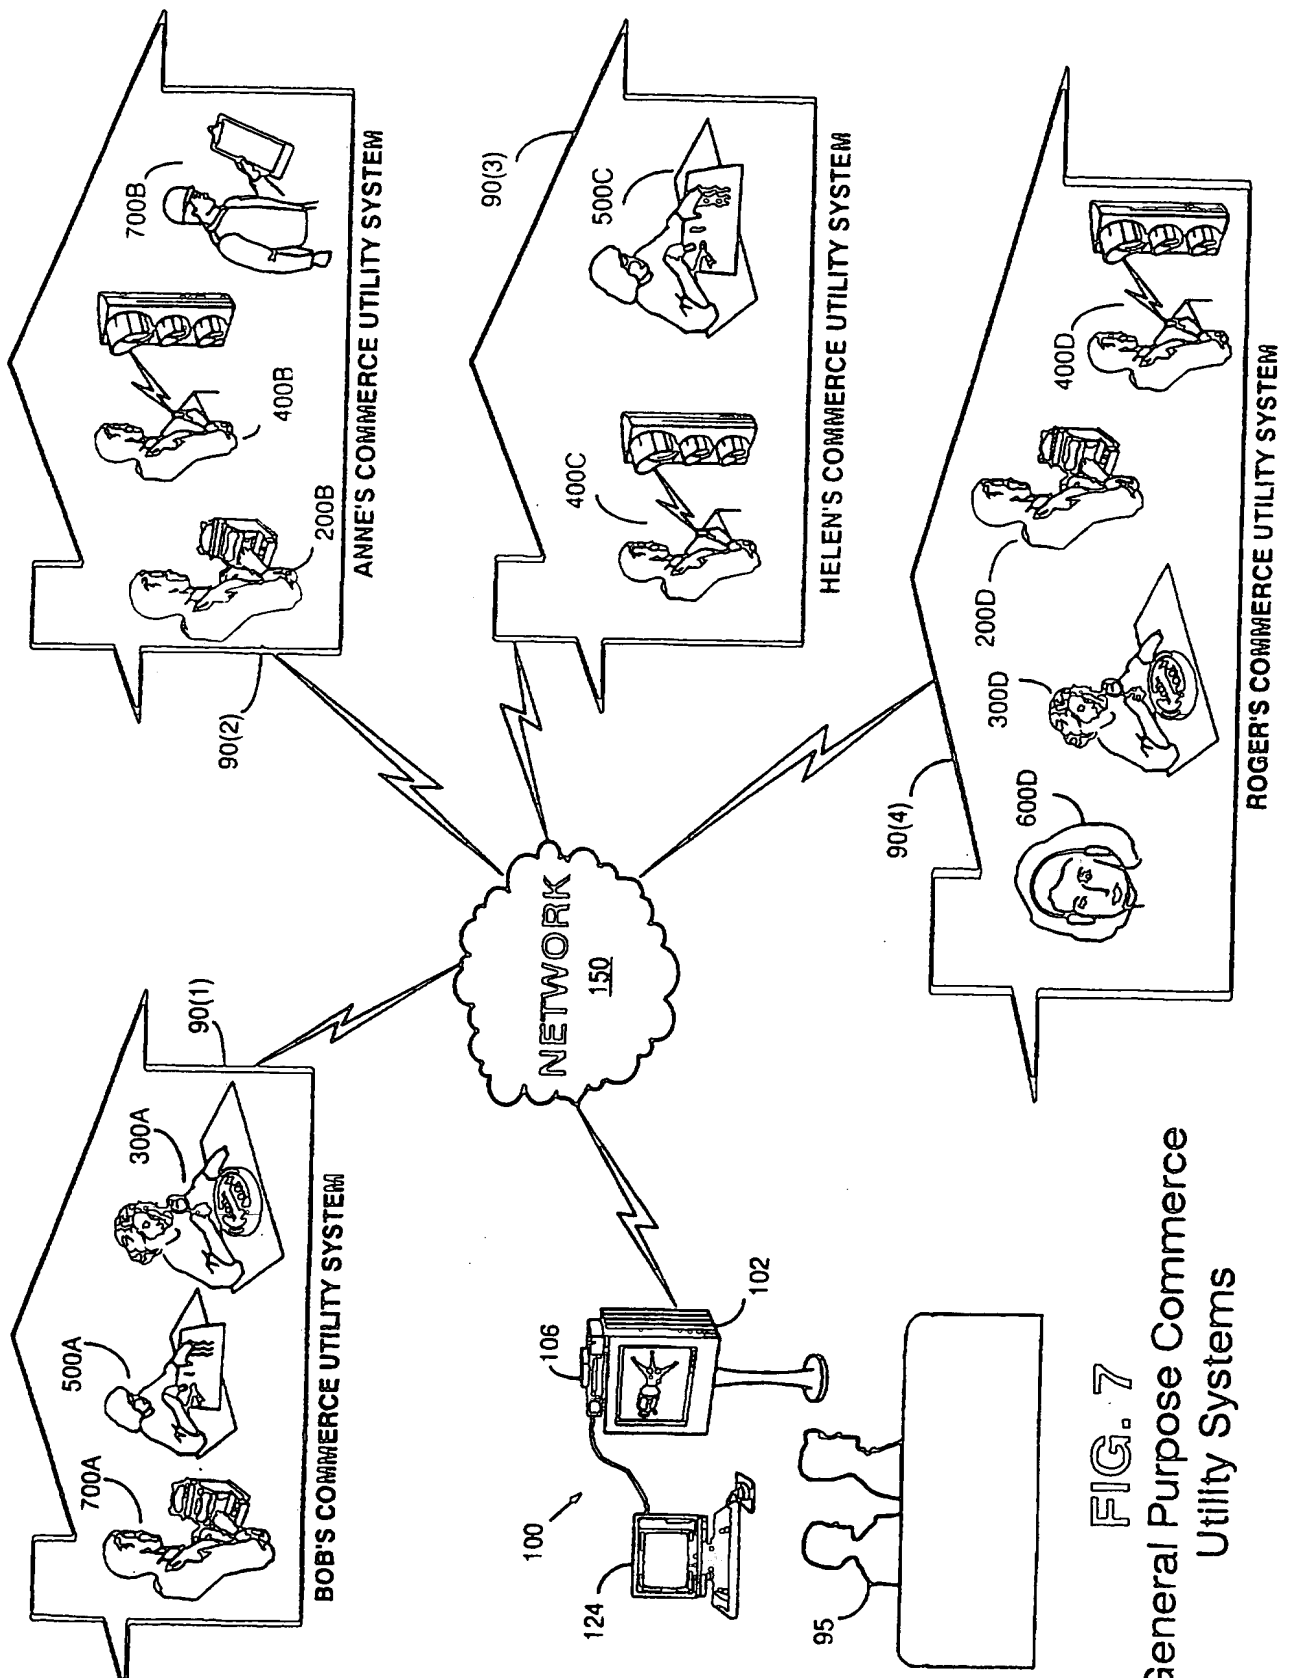 700A
500A
300A
90(1)
BOB'S COMMERCE UTILITY SYSTEM
90(2)
200B
400B
700B
ANNE'S COMMERCE UTILITY SYSTEM
NETWORK
150
400C
500C
90(3)
HELEN'S COMMERCE UTILITY SYSTEM
124
100
106
102
95
90(4)
600D
300D
200D
400D
ROGER'S COMMERCE UTILITY SYSTEM
FIG. 7
General Purpose Commerce
Utility Systems